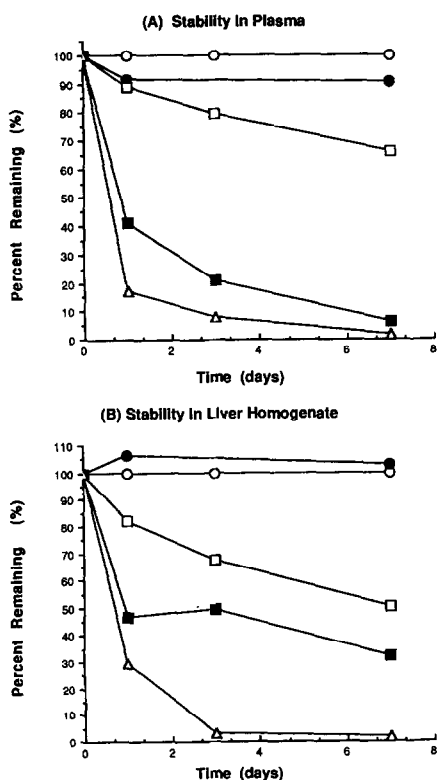 (A) Stability In Plasma
Percent Remaining (%)
100
90
80
70
60
50
40
30
20
10
0
0 2 4 6 8
Time (days)
(B) Stability In Liver Homogenate
Percent Remaining (%)
110
100
90
80
70
60
50
40
30
20
10
0
0 2 4 6 8
Time (days)